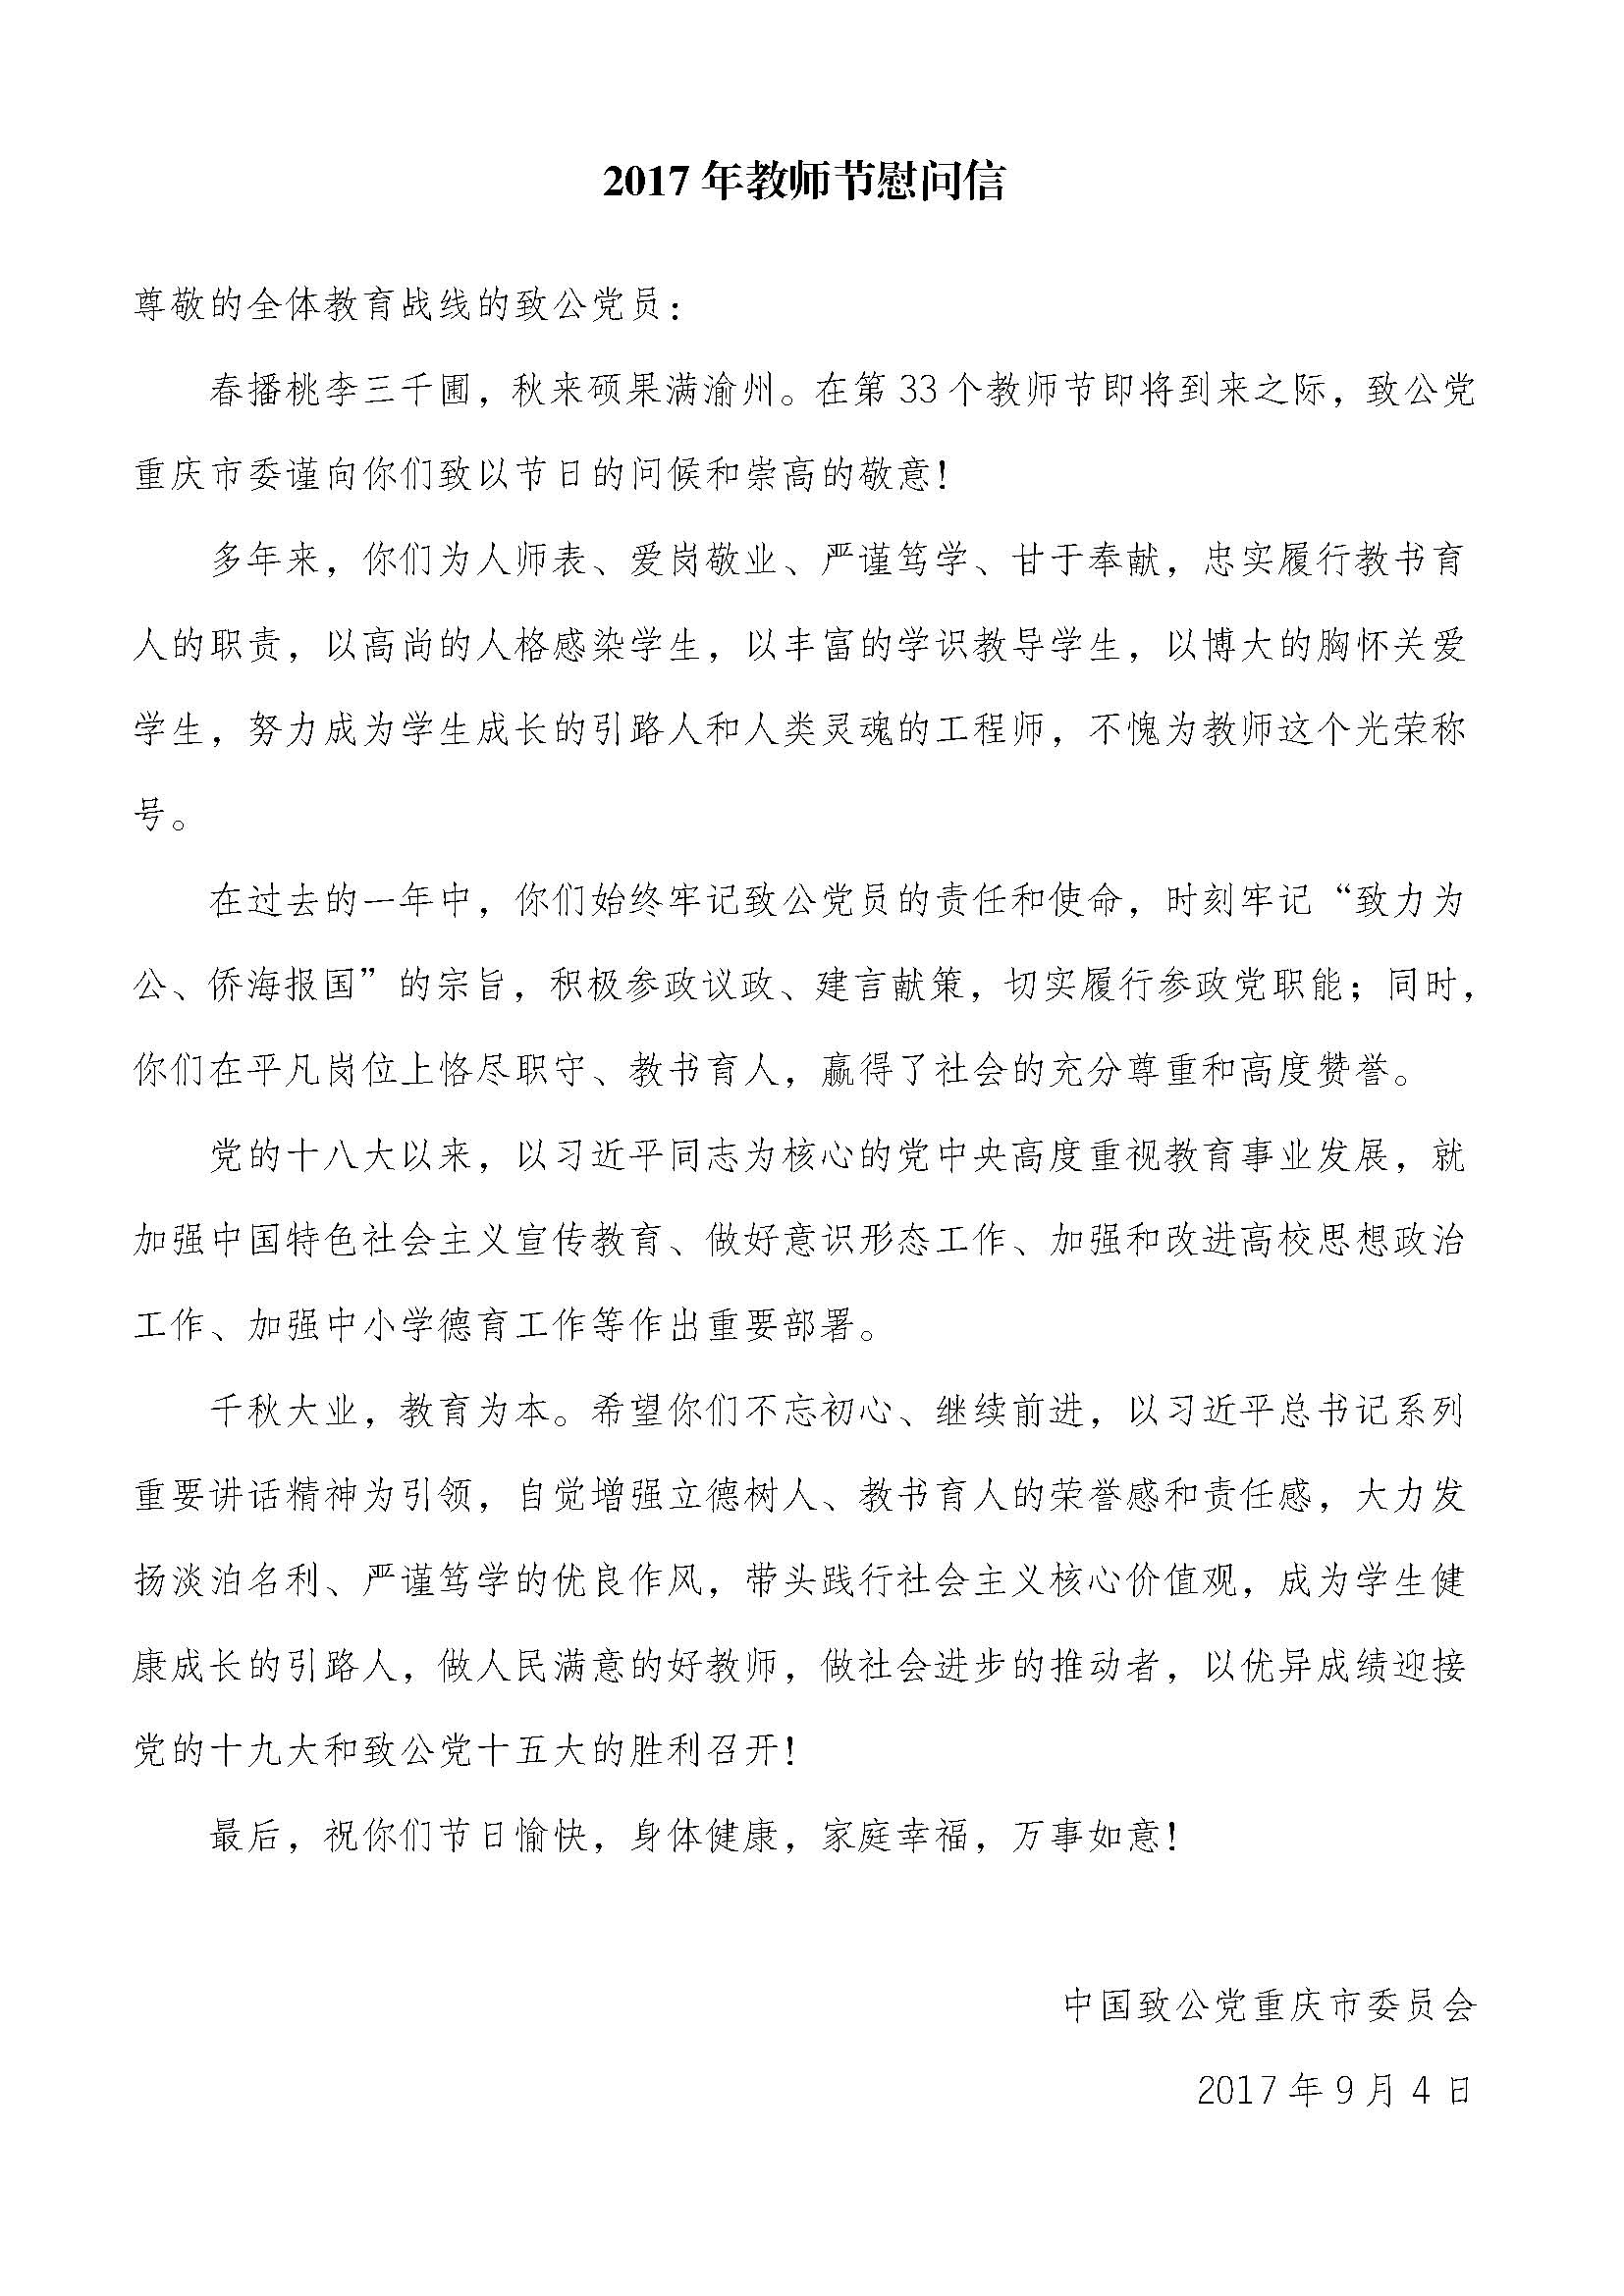 2017 年教师节慰问信
尊敬的全体教育战线的致公党员：
春播桃李三千圃，秋来硕果满渝州。在第 33 个教师节即将到来之际，致公党
重庆市委谨向你们致以节日的问候和崇高的敬意！
多年来，你们为人师表、爱岗敬业、严谨笃学、甘于奉献，忠实履行教书育
人的职责，以高尚的人格感染学生，以丰富的学识教导学生，以博大的胸怀关爱
学生，努力成为学生成长的引路人和人类灵魂的工程师，不愧为教师这个光荣称
号。
在过去的一年中，你们始终牢记致公党员的责任和使命，时刻牢记“致力为
公、侨海报国”的宗旨，积极参政议政、建言献策，切实履行参政党职能；同时，
你们在平凡岗位上恪尽职守、教书育人，赢得了社会的充分尊重和高度赞誉。
党的十八大以来，以习近平同志为核心的党中央高度重视教育事业发展，就
加强中国特色社会主义宣传教育、做好意识形态工作、加强和改进高校思想政治
工作、加强中小学德育工作等作出重要部署。
千秋大业，教育为本。希望你们不忘初心、继续前进，以习近平总书记系列
重要讲话精神为引领，自觉增强立德树人、教书育人的荣誉感和责任感，大力发
扬淡泊名利、严谨笃学的优良作风，带头践行社会主义核心价值观，成为学生健
康成长的引路人，做人民满意的好教师，做社会进步的推动者，以优异成绩迎接
党的十九大和致公党十五大的胜利召开！
最后，祝你们节日愉快，身体健康，家庭幸福，万事如意！
中国致公党重庆市委员会
2017 年 9 月 4 日